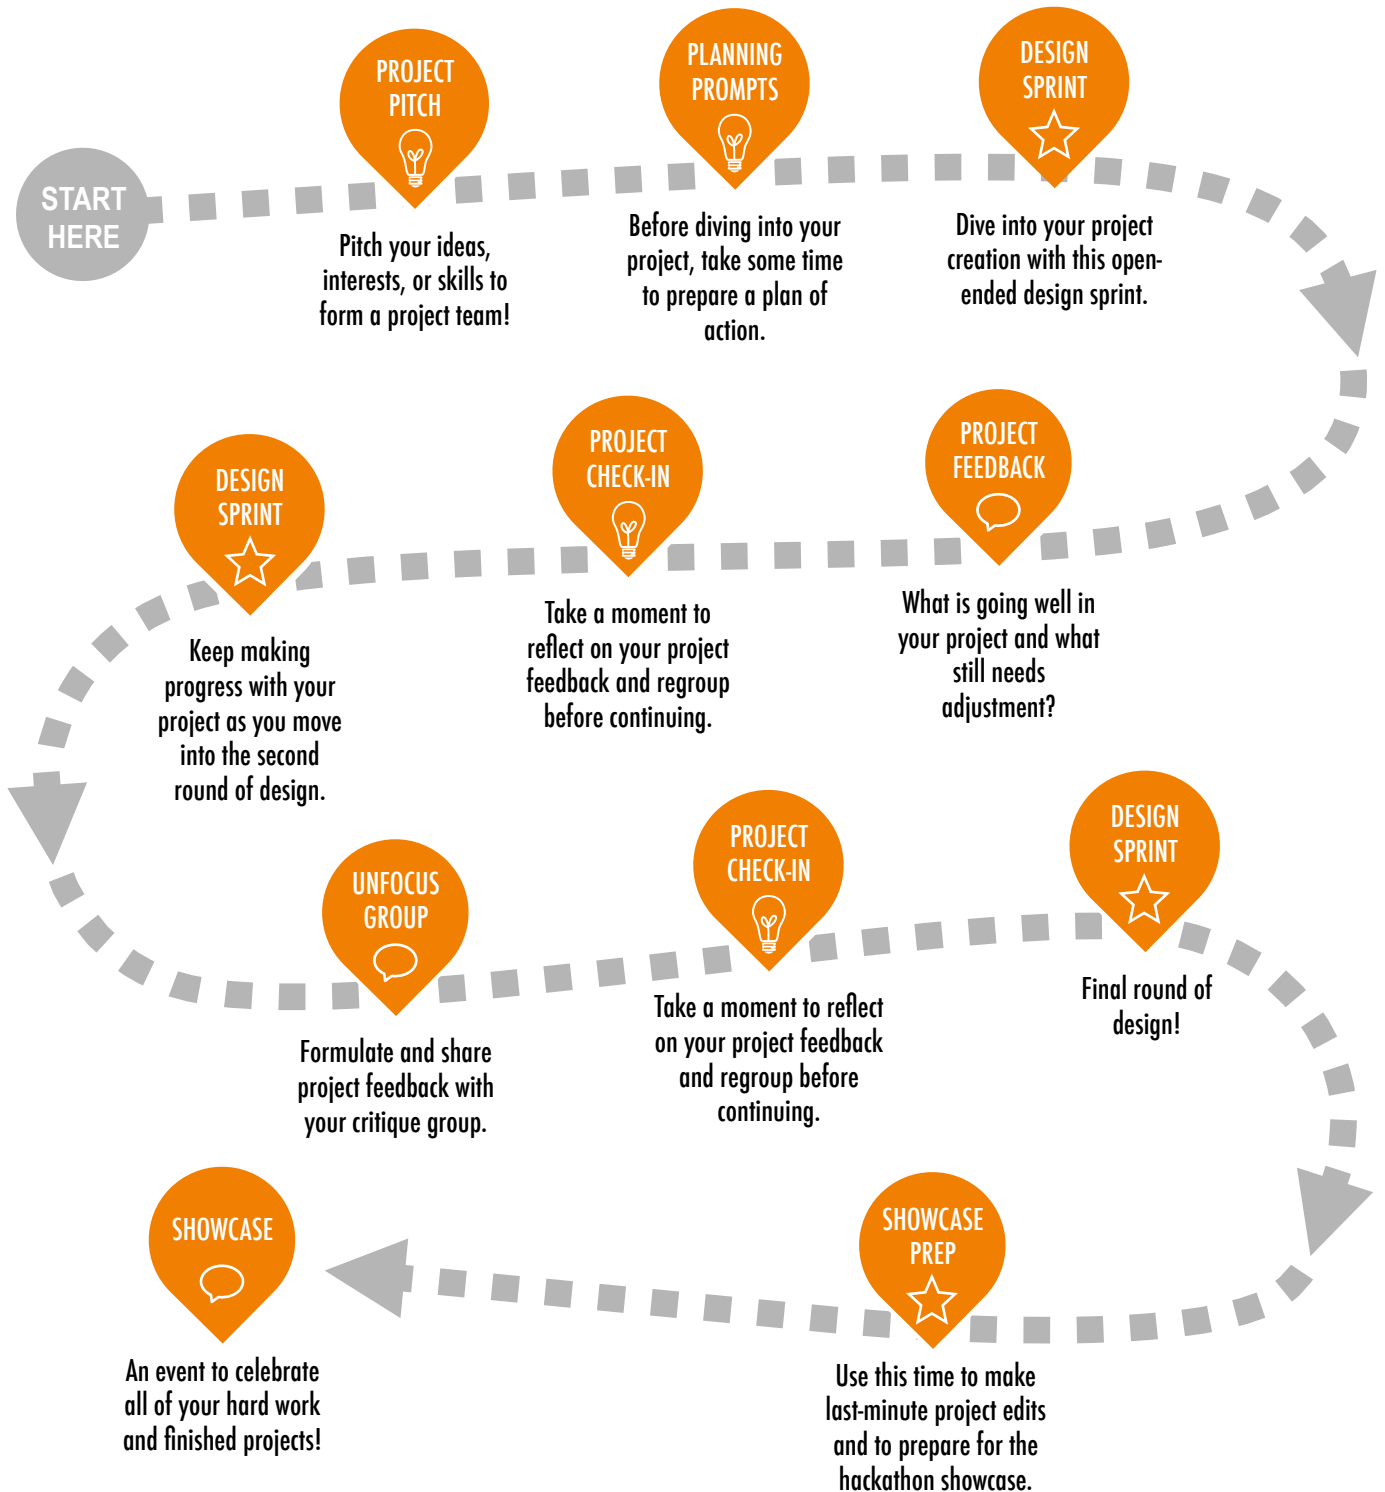 START
HERE
PROJECT
PITCH
Pitch your ideas,
interests, or skills to
form a project team!
PLANNING
PROMPTS
Before diving into your
project, take some time
to prepare a plan of
action.
DESIGN
SPRINT
Dive into your project
creation with this open-
ended design sprint.
PROJECT
FEEDBACK
What is going well in
your project and what
still needs
adjustment?
PROJECT
CHECK-IN
Take a moment to
reflect on your project
feedback and regroup
before continuing.
DESIGN
SPRINT
Keep making
progress with your
project as you move
into the second
round of design.
UNFOCUS
GROUP
Formulate and share
project feedback with
your critique group.
PROJECT
CHECK-IN
Take a moment to reflect
on your project feedback
and regroup before
continuing.
DESIGN
SPRINT
Final round of
design!
SHOWCASE
PREP
Use this time to make
last-minute project edits
and to prepare for the
hackathon showcase.
SHOWCASE
An event to celebrate
all of your hard work
and finished projects!